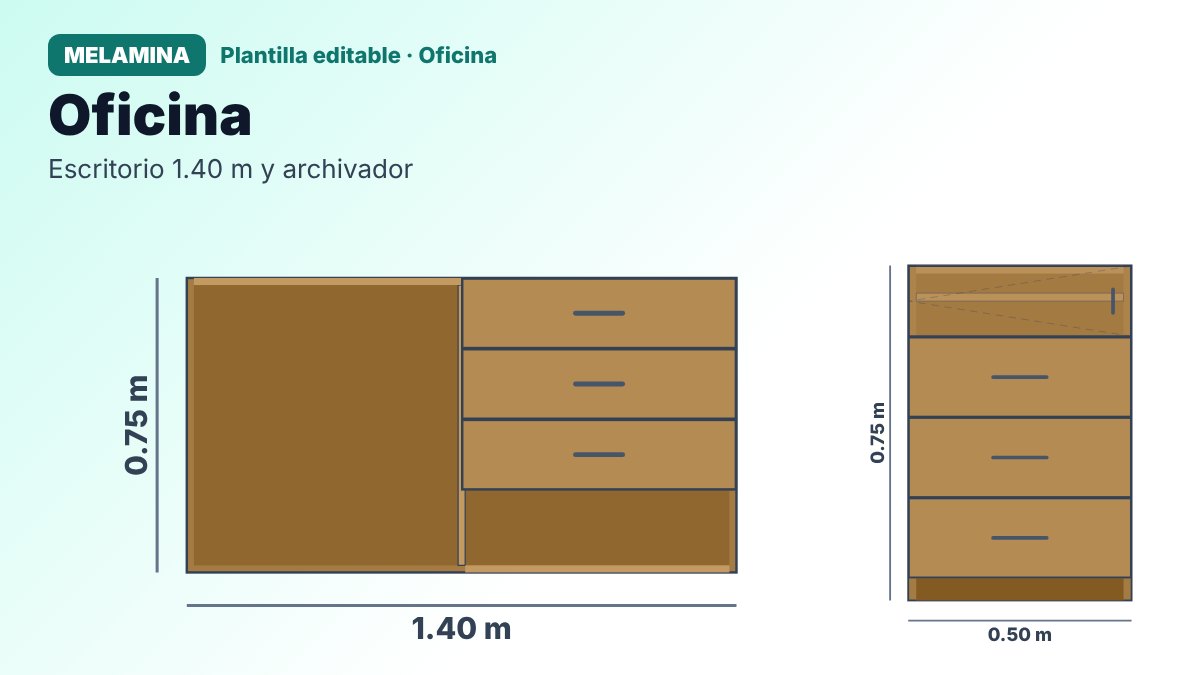 MELAMINA Plantilla editable · Oficina
Oficina
Escritorio 1.40 m y archivador
0.75 m
1.40 m
0.75 m
0.50 m